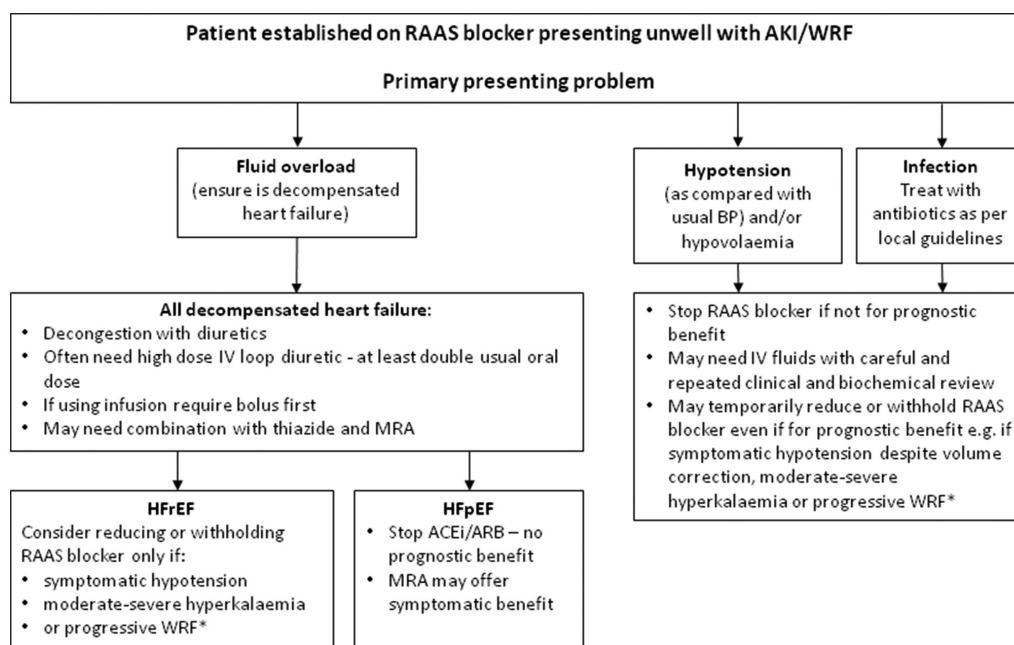 Patient established on RAAS blocker presenting unwell with AKI/WRF
Primary presenting problem
Fluid overload
(ensure is decompensated
heart failure)
Hypotension
(as compared with
usual BP) and/or
hypovolaemia
Infection
Treat with
antibiotics as per
local guidelines
All decompensated heart failure:
• Decongestion with diuretics
• Often need high dose IV loop diuretic - at least double usual oral
dose
• If using infusion require bolus first
• May need combination with thiazide and MRA
• Stop RAAS blocker if not for prognostic
benefit
• May need IV fluids with careful and
repeated clinical and biochemical review
• May temporarily reduce or withhold RAAS
blocker even if for prognostic benefit e.g. if
symptomatic hypotension despite volume
correction, moderate-severe
hyperkalaemia or progressive WRF*
HFrEF
Consider reducing or withholding
RAAS blocker only if:
• symptomatic hypotension
• moderate-severe hyperkalaemia
• or progressive WRF*
HFpEF
• Stop ACEi/ARB – no
prognostic benefit
• MRA may offer
symptomatic benefit